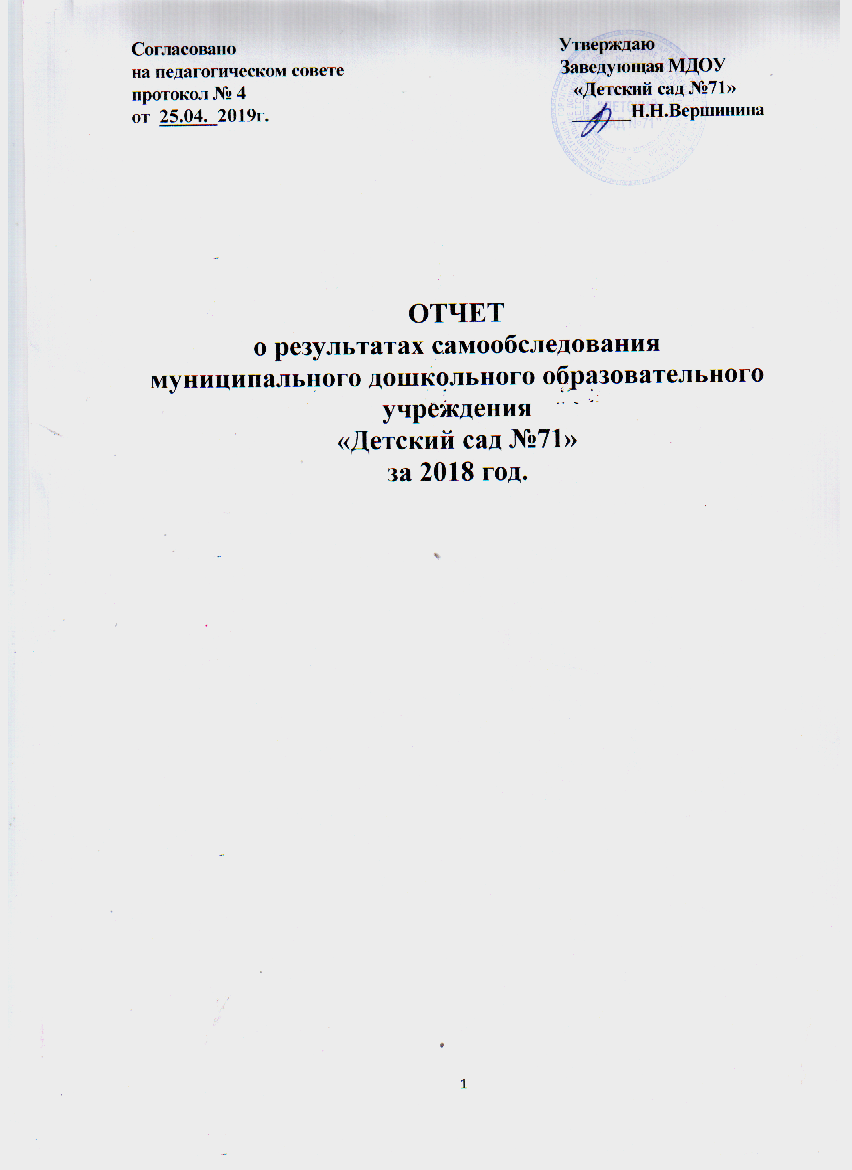 Согласовано
на педагогическом совете
протокол № 4
от 25.04. 2019г.
Утверждаю
Заведующая МДОУ
«Детский сад №71»
______Н.Н.Вершинина
ОТЧЕТ
о результатах самообследования
муниципального дошкольного образовательного
учреждения
«Детский сад №71»
за 2018 год.
1